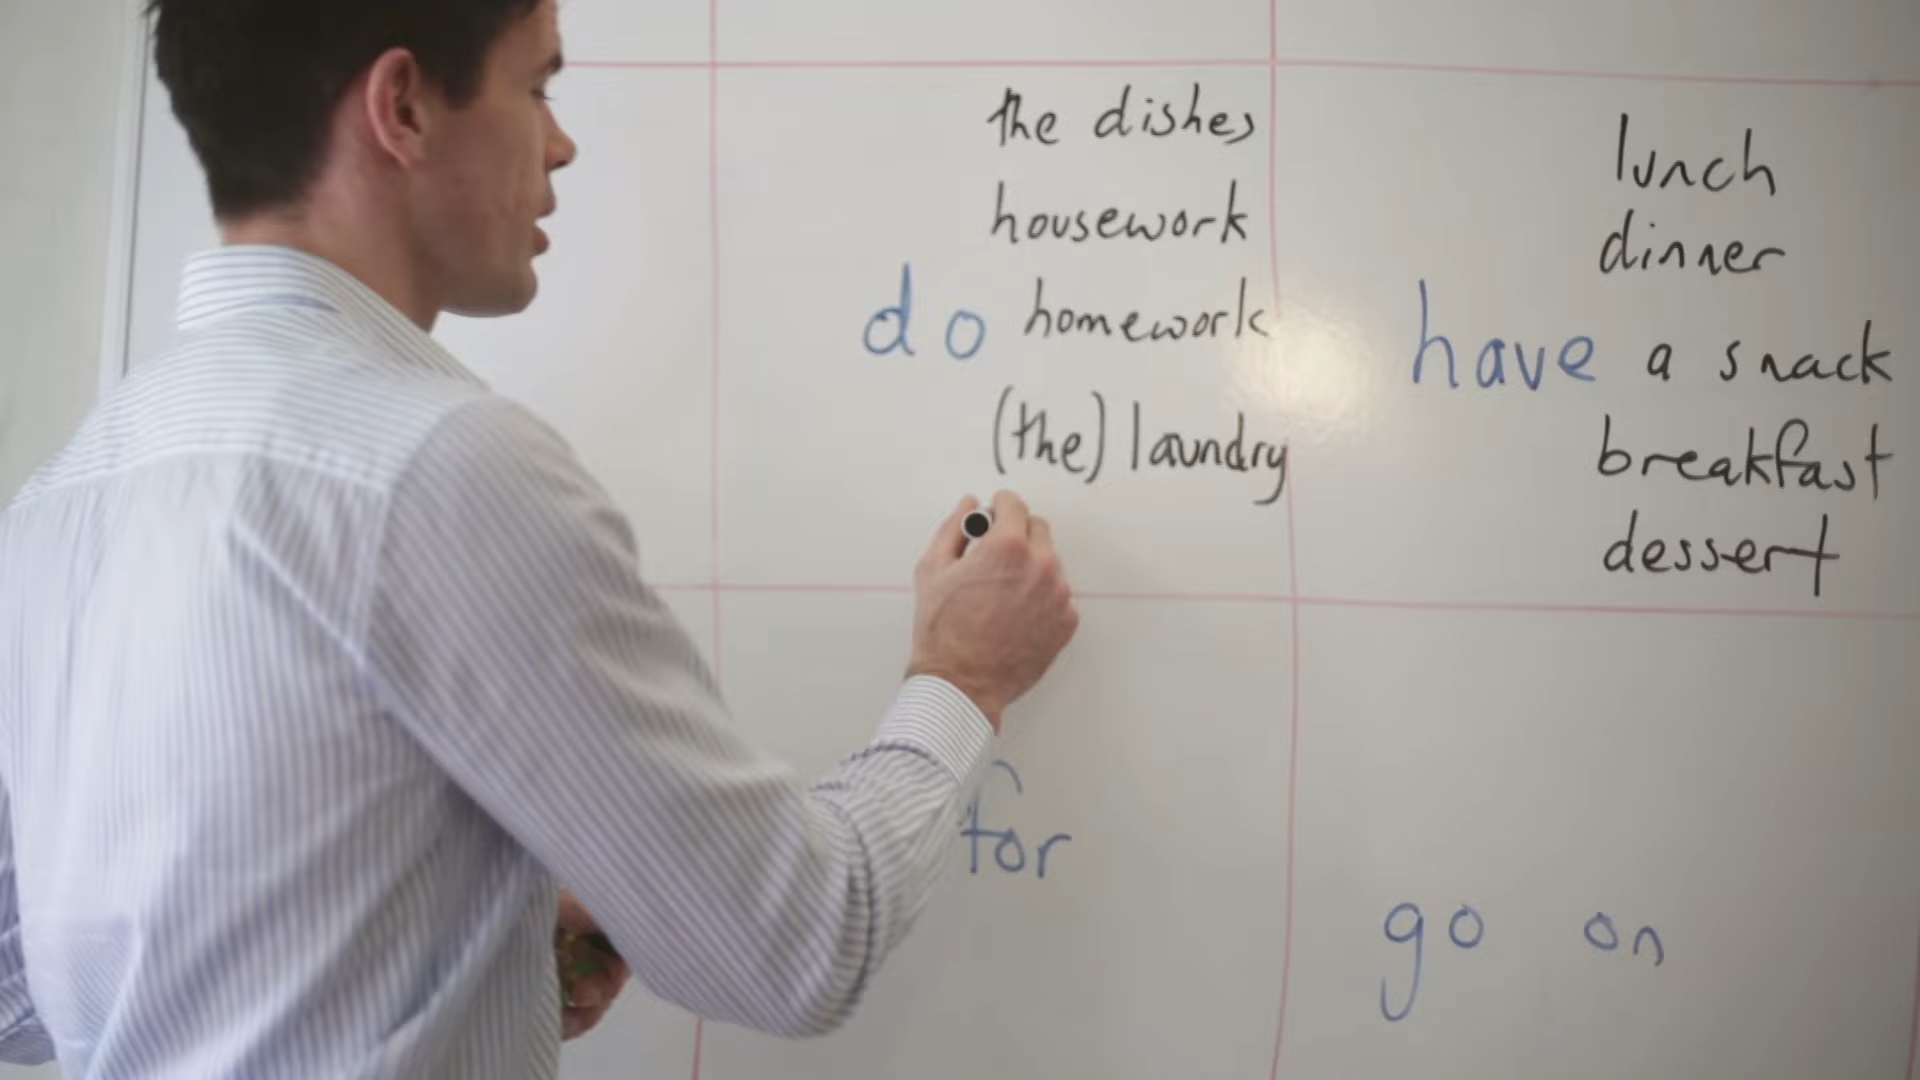 the dishes
housework
do homework
(the) laundry
lunch
dinner
have a snack
breakfast
dessert
for
go on